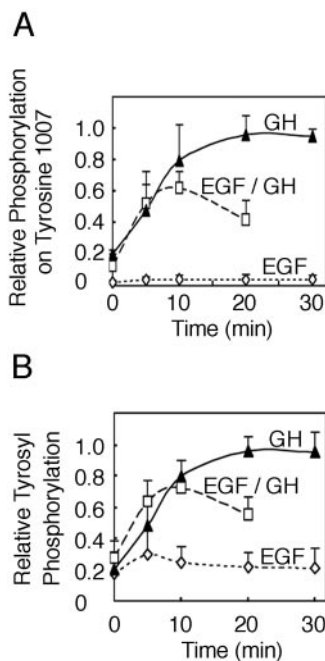 A
Relative Phosphorylation
on Tyrosine 1007
1.0
0.8
0.6
0.4
0.2
0
GH
EGF / GH
EGF
0 10 20 30
Time (min)
B
Relative Tyrosyl
Phosphorylation
1.0
0.8
0.6
0.4
0.2
0
GH
EGF / GH
EGF
0 10 20 30
Time (min)